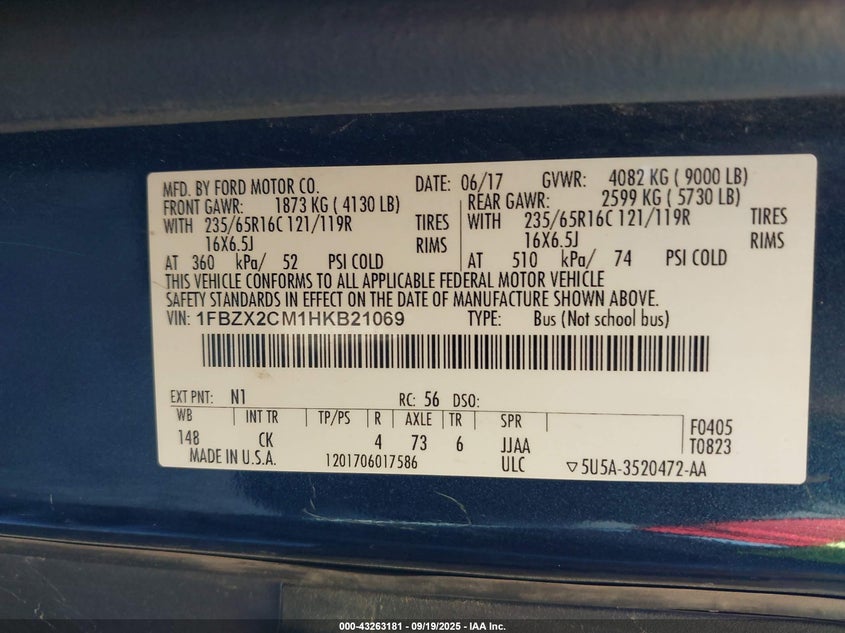 MFD. BY FORD MOTOR CO. DATE: 06/17 GVWR: 4082 KG ( 9000 LB)
FRONT GAWR: 1873 KG ( 4130 LB) REAR GAWR: 2599 KG ( 5730 LB)
WITH 235/65R16C 121/119R TIRES WITH 235/65R16C 121/119R TIRES
16X6.5J RIMS 16X6.5J RIMS
AT 360 kPa/ 52 PSI COLD AT 510 kPa/ 74 PSI COLD
THIS VEHICLE CONFORMS TO ALL APPLICABLE FEDERAL MOTOR VEHICLE
SAFETY STANDARDS IN EFFECT ON THE DATE OF MANUFACTURE SHOWN ABOVE.
VIN: 1FBZX2CM1HKB21069 TYPE: Bus (Not school bus)
EXT PNT: N1 RC: 56 DSO:
WB INT TR TP/PS R AXLE TR SPR F0405
148 CK 4 73 6 JJAA T0823
MADE IN U.S.A. 1201706017586 ULC ▽5U5A-3520472-AA
000-43263181 - 09/19/2025 - IAA Inc.